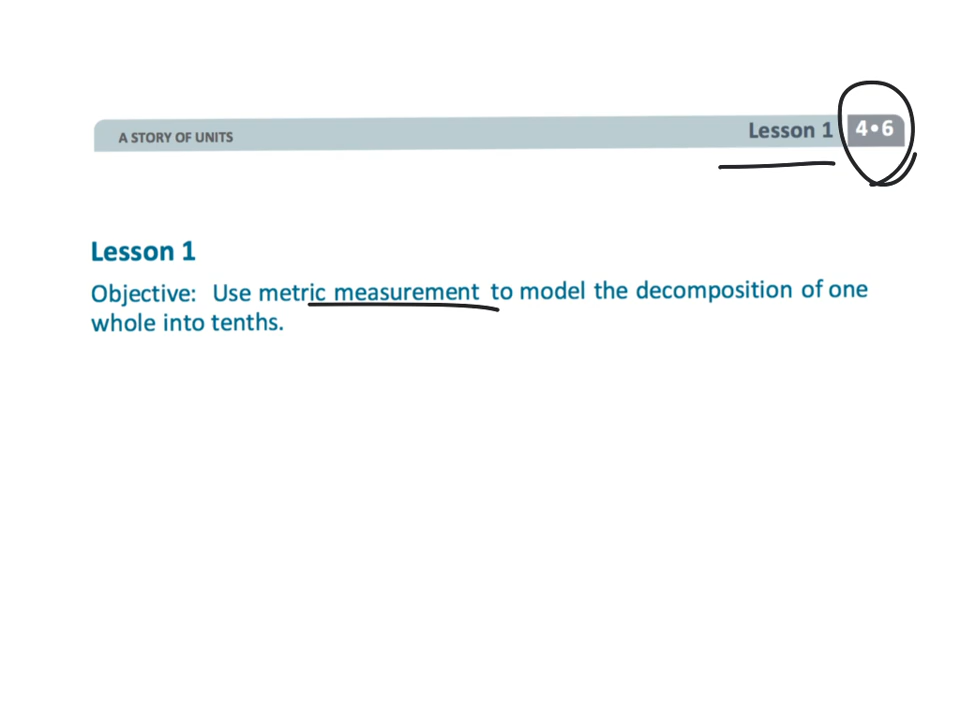 A STORY OF UNITS
Lesson 1 4•6
Lesson 1
Objective: Use metric measurement to model the decomposition of one
whole into tenths.